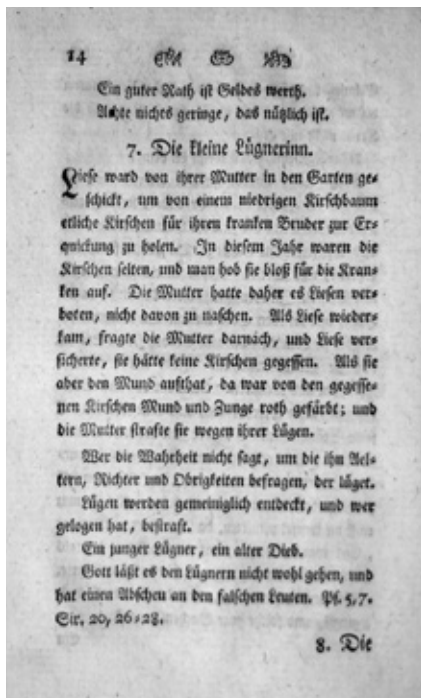 14
Ein guter Rath ist Geldes werth.
Achte nichts geringe, das nützlich ist.
7. Die kleine Lügnerinn.
Liese ward von ihrer Mutter in den Garten ge⸗
schickt, um von einem niedrigen Kirschbaum
etliche Kirschen für ihren kranken Bruder zur Er⸗
quickung zu holen. In diesem Jahr waren die
Kirschen selten, und man hob sie bloß für die Kran⸗
ken auf. Die Mutter hatte daher es Liesen ver⸗
boten, nicht davon zu naschen. Als Liese wieder⸗
kam, fragte die Mutter darnach, und Liese ver⸗
sicherte, sie hätte keine Kirschen gegessen. Als sie
aber den Mund aufthat, da war von den gegesse⸗
nen Kirschen Mund und Zunge roth gefärbt; und
die Mutter strafte sie wegen ihrer Lügen.
Wer die Wahrheit nicht sagt, um die ihn Ael⸗
tern, Richter und Obrigkeiten befragen, der lüget.
Lügen werden gemeiniglich entdeckt, und wer
gelogen hat, bestraft.
Ein junger Lügner, ein alter Dieb.
Gott läßt es den Lügnern nicht wohl gehen, und
hat einen Abscheu an den falschen Leuten. Ps. 5, 7.
Sir. 20, 26⸗28.
8. Die